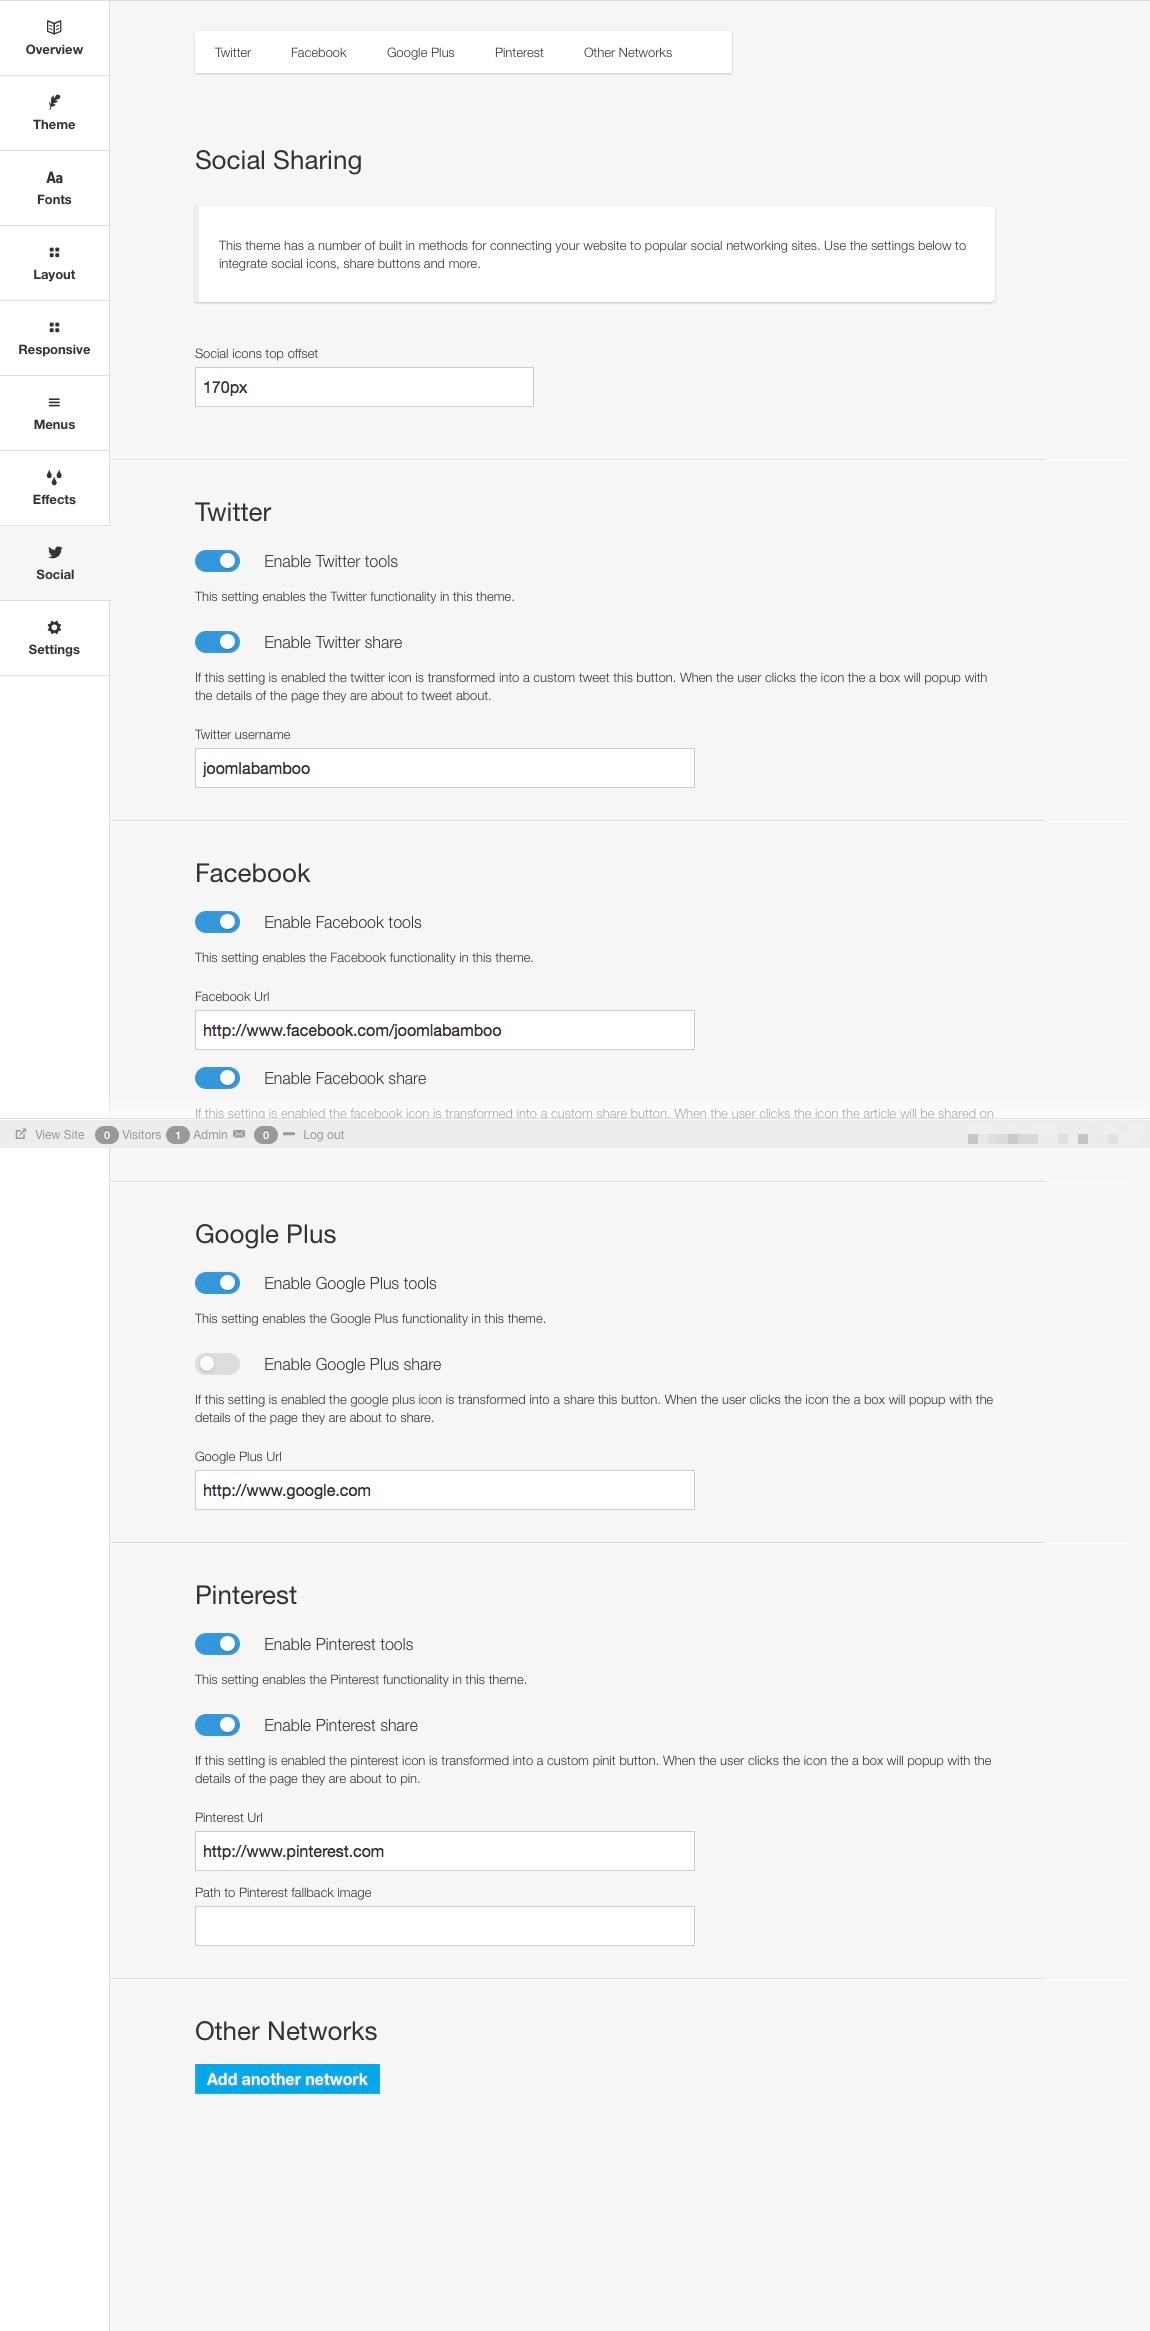 Overview
Theme
Aa
Fonts
Layout
Responsive
Menus
Effects
Social
Settings
Twitter Facebook Google Plus Pinterest Other Networks
Social Sharing
This theme has a number of built in methods for connecting your website to popular social networking sites. Use the settings below to
integrate social icons, share buttons and more.
Social icons top offset
170px
Twitter
Enable Twitter tools
This setting enables the Twitter functionality in this theme.
Enable Twitter share
If this setting is enabled the twitter icon is transformed into a custom tweet this button. When the user clicks the icon the a box will popup with
the details of the page they are about to tweet about.
Twitter username
joomlabamboo
Facebook
Enable Facebook tools
This setting enables the Facebook functionality in this theme.
Facebook Url
http://www.facebook.com/joomlabamboo
Enable Facebook share
If this setting is enabled the facebook icon is transformed into a custom share button. When the user clicks the icon the article will be shared on
View Site 0 Visitors 1 Admin 0 Log out
Google Plus
Enable Google Plus tools
This setting enables the Google Plus functionality in this theme.
Enable Google Plus share
If this setting is enabled the google plus icon is transformed into a share this button. When the user clicks the icon the a box will popup with the
details of the page they are about to share.
Google Plus Url
http://www.google.com
Pinterest
Enable Pinterest tools
This setting enables the Pinterest functionality in this theme.
Enable Pinterest share
If this setting is enabled the pinterest icon is transformed into a custom pinit button. When the user clicks the icon the a box will popup with the
details of the page they are about to pin.
Pinterest Url
http://www.pinterest.com
Path to Pinterest fallback image
Other Networks
Add another network